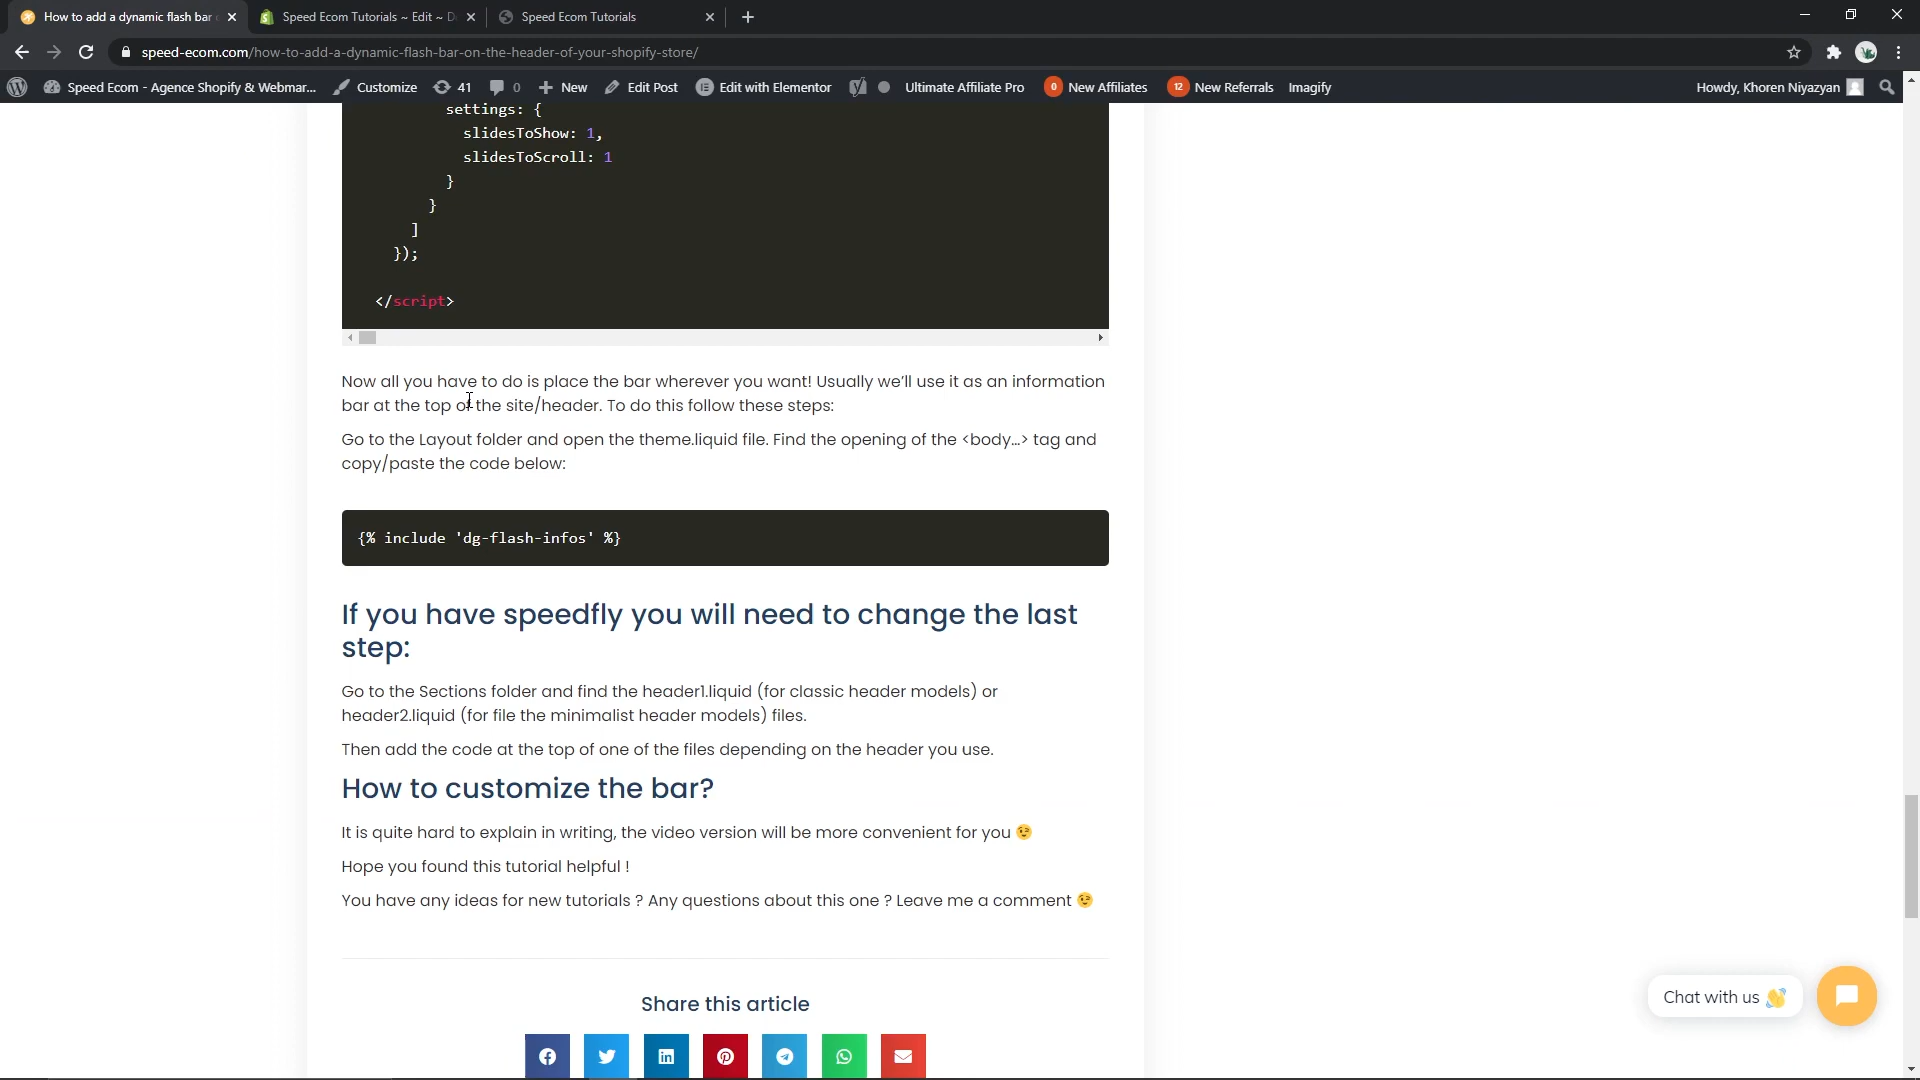 How to add a dynamic flash bar
Speed Ecom Tutorials ~ Edit ~ D
Speed Ecom Tutorials
speed-ecom.com/how-to-add-a-dynamic-flash-bar-on-the-header-of-your-shopify-store/
Speed Ecom - Agence Shopify & Webmar... Customize 41 0 New Edit Post Edit with Elementor Ultimate Affiliate Pro 0 New Affiliates 12 New Referrals Imagify Howdy, Khoren Niyazyan
settings: {
slidesToShow: 1,
slidesToScroll: 1
}
}
]
});
</script>
Now all you have to do is place the bar wherever you want! Usually we'll use it as an information
bar at the top of the site/header. To do this follow these steps:
Go to the Layout folder and open the theme.liquid file. Find the opening of the <body...> tag and
copy/paste the code below:
{% include 'dg-flash-infos' %}
If you have speedfly you will need to change the last
step:
Go to the Sections folder and find the header1.liquid (for classic header models) or
header2.liquid (for file the minimalist header models) files.
Then add the code at the top of one of the files depending on the header you use.
How to customize the bar?
It is quite hard to explain in writing, the video version will be more convenient for you 😉
Hope you found this tutorial helpful !
You have any ideas for new tutorials ? Any questions about this one ? Leave me a comment 😉
Share this article
Chat with us 👋